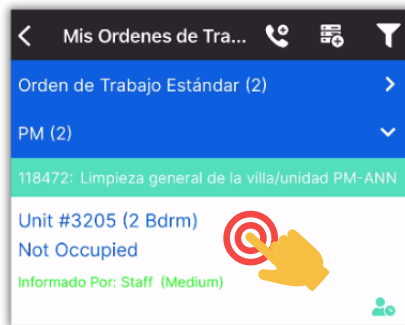 Mis Ordenes de Tra...
Orden de Trabajo Estándar (2)
PM (2)
118472: Limpieza general de la villa/unidad PM-ANN
Unit #3205 (2 Bdrm)
Not Occupied
Informado Por: Staff (Medium)